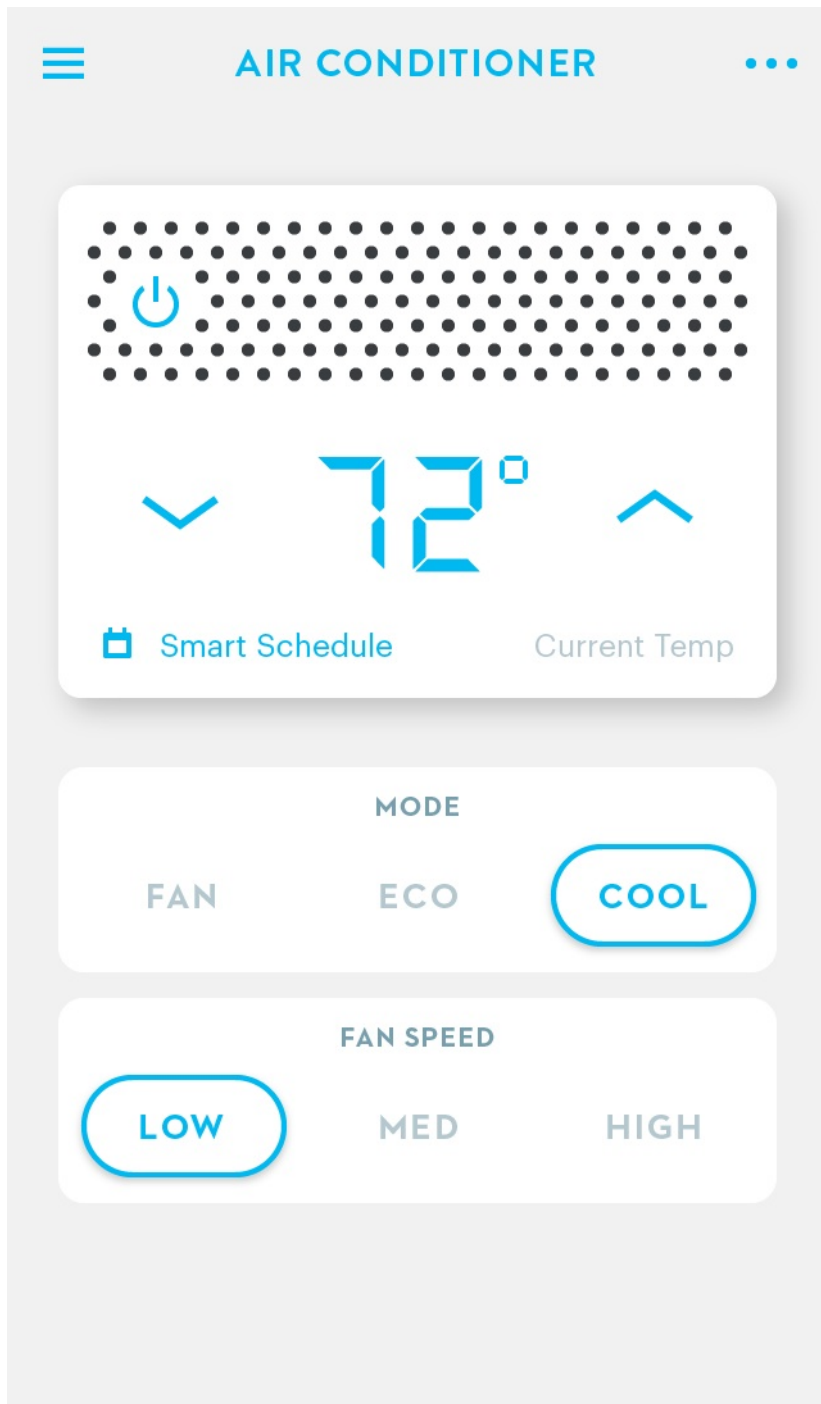 AIR CONDITIONER
72°
Smart Schedule Current Temp
MODE
FAN ECO COOL
FAN SPEED
LOW MED HIGH